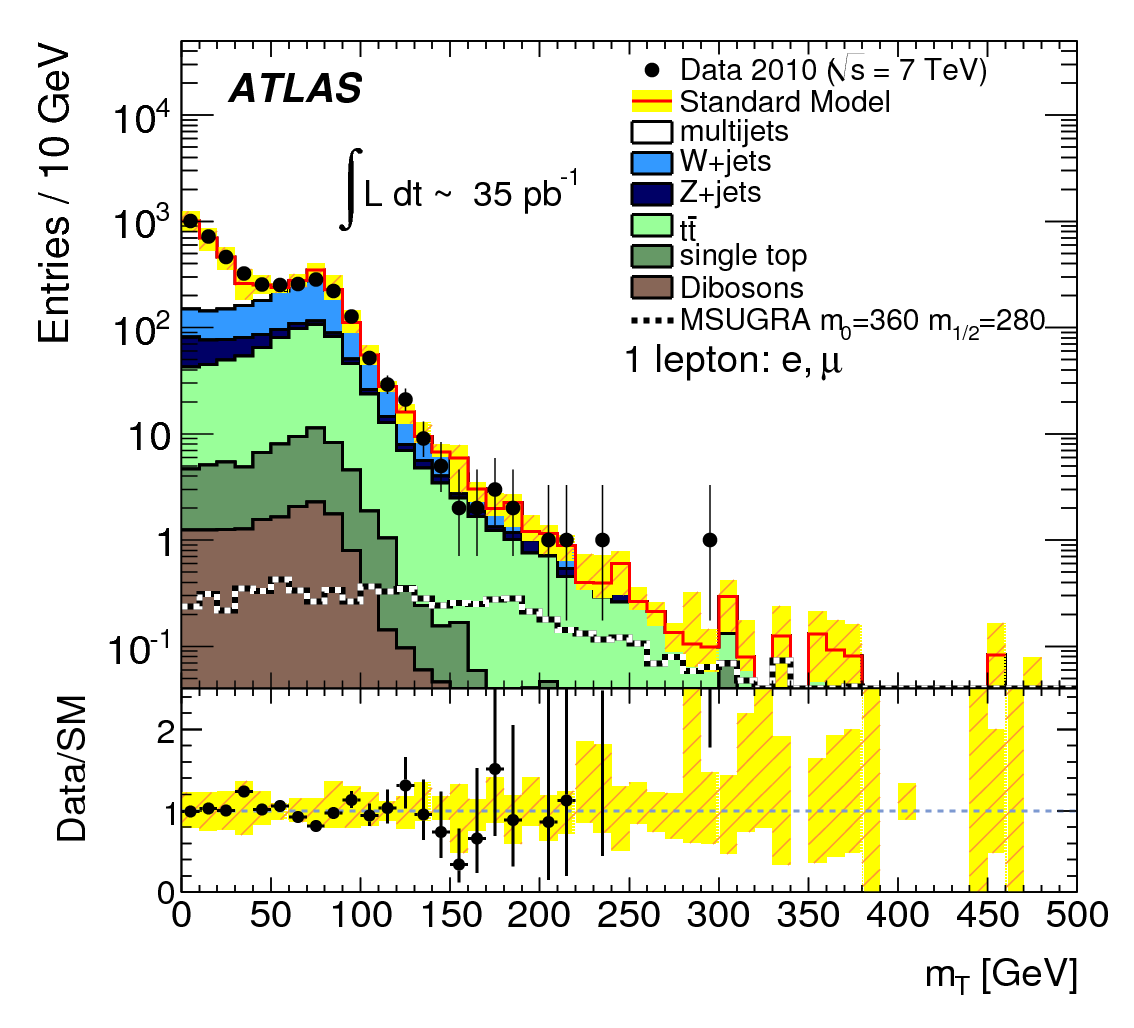 Entries / 10 GeV
10⁴
10³
10²
10
1
10⁻¹
ATLAS
∫ L dt ~ 35 pb⁻¹
Data 2010 (√s = 7 TeV)
Standard Model
multijets
W+jets
Z+jets
tt̄
single top
Dibosons
MSUGRA m₀=360 m₁/₂=280
1 lepton: e, μ
Data/SM
2
1
0
0 50 100 150 200 250 300 350 400 450 500
m_T [GeV]